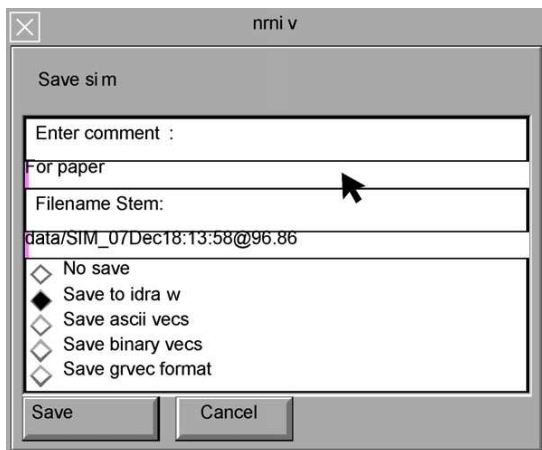 nrni v
Save sim
Enter comment :
For paper
Filename Stem:
data/SIM_07Dec18:13:58@96.86
No save
Save to idra w
Save ascii vecs
Save binary vecs
Save grvec format
Save Cancel